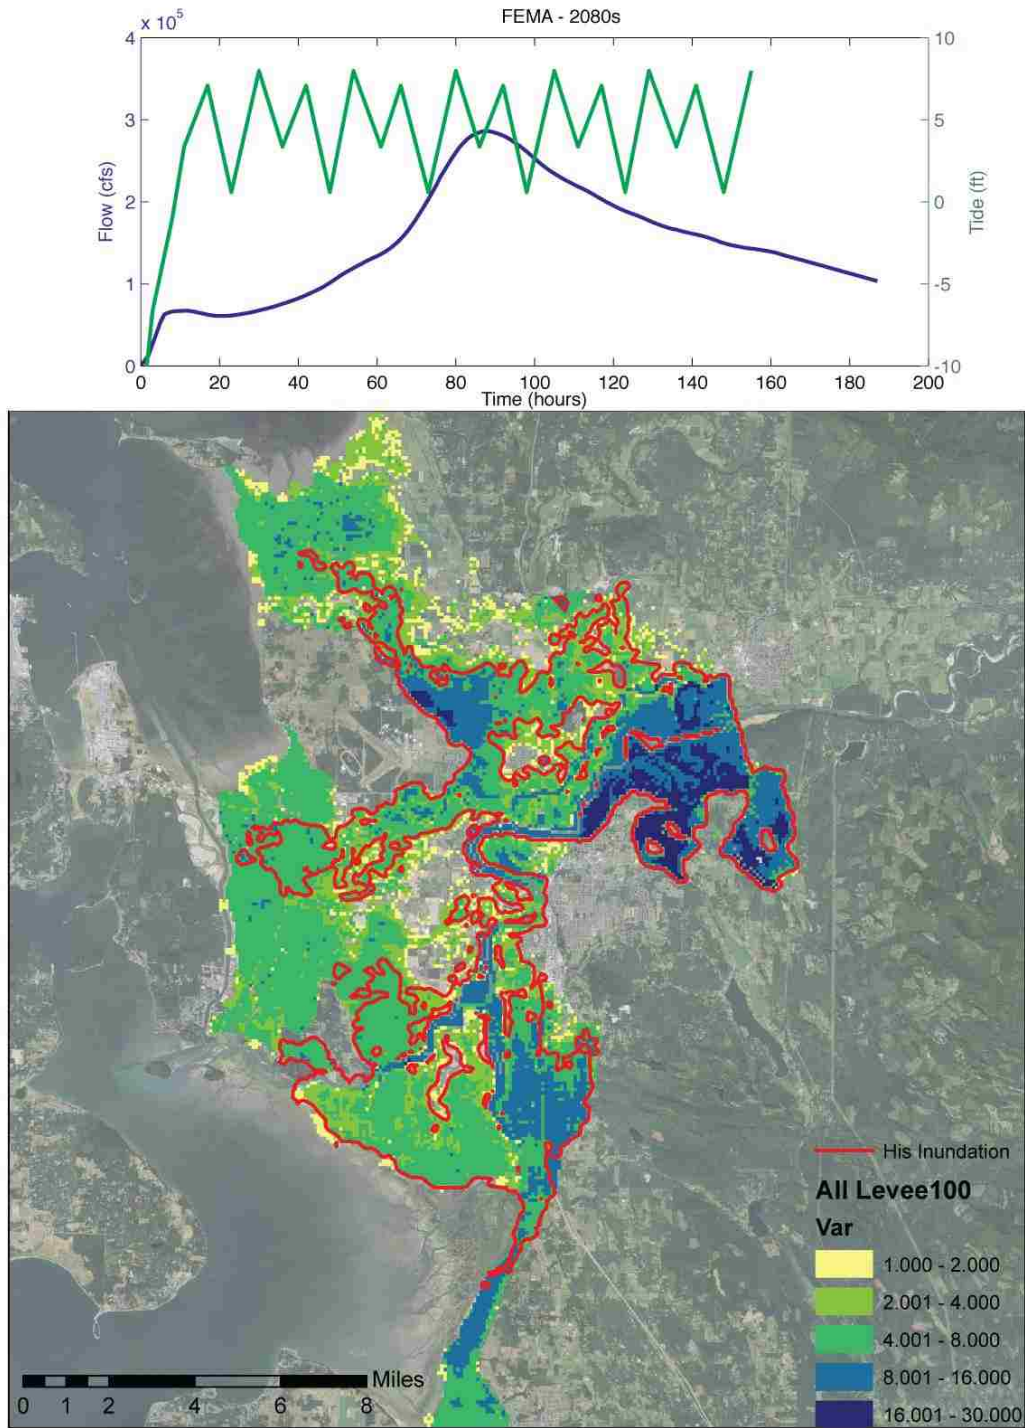 FEMA - 2080s
x 10⁵
4
3
2
1
0
Flow (cfs)
10
5
0
-5
-10
Tide (ft)
0 20 40 60 80 100 120 140 160 180 200
Time (hours)
His Inundation
All Levee100
Var
1.000 - 2.000
2.001 - 4.000
4.001 - 8.000
8.001 - 16.000
16.001 - 30.000
Miles
0 1 2 4 6 8